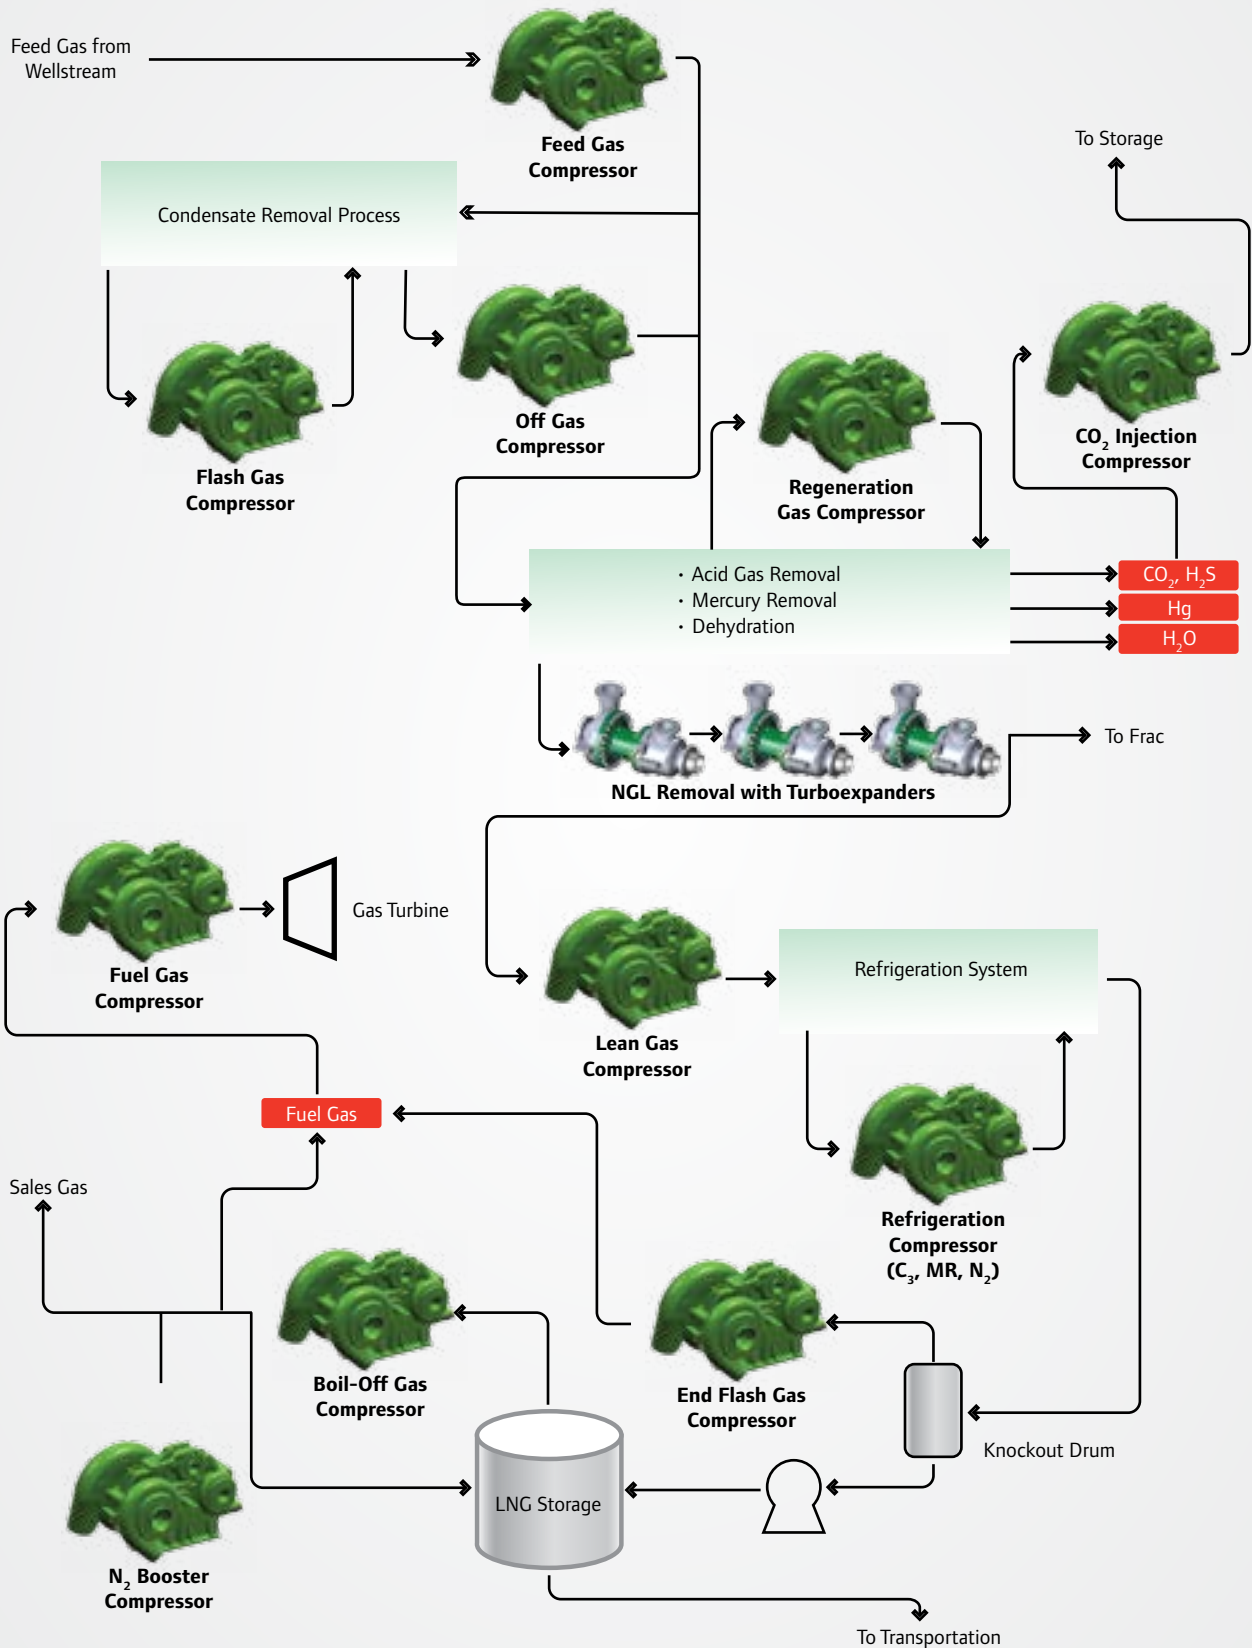 Feed Gas from
Wellstream
Feed Gas
Compressor
To Storage
Condensate Removal Process
Off Gas
Compressor
Flash Gas
Compressor
Regeneration
Gas Compressor
CO₂ Injection
Compressor
· Acid Gas Removal
· Mercury Removal
· Dehydration
CO₂, H₂S
Hg
H₂O
To Frac
NGL Removal with Turboexpanders
Gas Turbine
Fuel Gas
Compressor
Refrigeration System
Lean Gas
Compressor
Fuel Gas
Sales Gas
Refrigeration
Compressor
(C₃, MR, N₂)
Boil-Off Gas
Compressor
End Flash Gas
Compressor
Knockout Drum
LNG Storage
N₂ Booster
Compressor
To Transportation